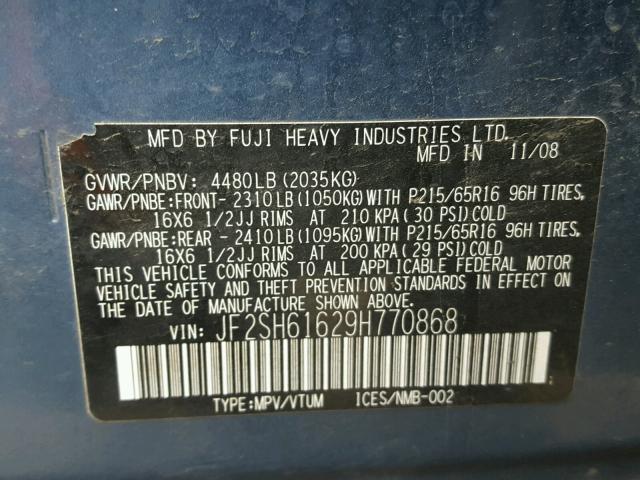 MFD BY FUJI HEAVY INDUSTRIES LTD.
MFD IN 11/08
GVWR/PNBV: 4480LB (2035KG)
GAWR/PNBE:FRONT- 2310LB (1050KG)WITH P215/65R16 96H TIRES,
16X6 1/2JJ RIMS AT 210 KPA( 30 PSI)COLD
GAWR/PNBE:REAR - 2410LB (1095KG)WITH P215/65R16 96H TIRES,
16X6 1/2JJ RIMS AT 200 KPA( 29 PSI)COLD
THIS VEHICLE CONFORMS TO ALL APPLICABLE FEDERAL MOTOR
VEHICLE SAFETY AND THEFT PREVENTION STANDARDS IN EFFECT ON THE
DATE OF MANUFACTURE SHOWN ABOVE.
VIN: JF2SH61629H770868
TYPE:MPV/VTUM ICES/NMB-002